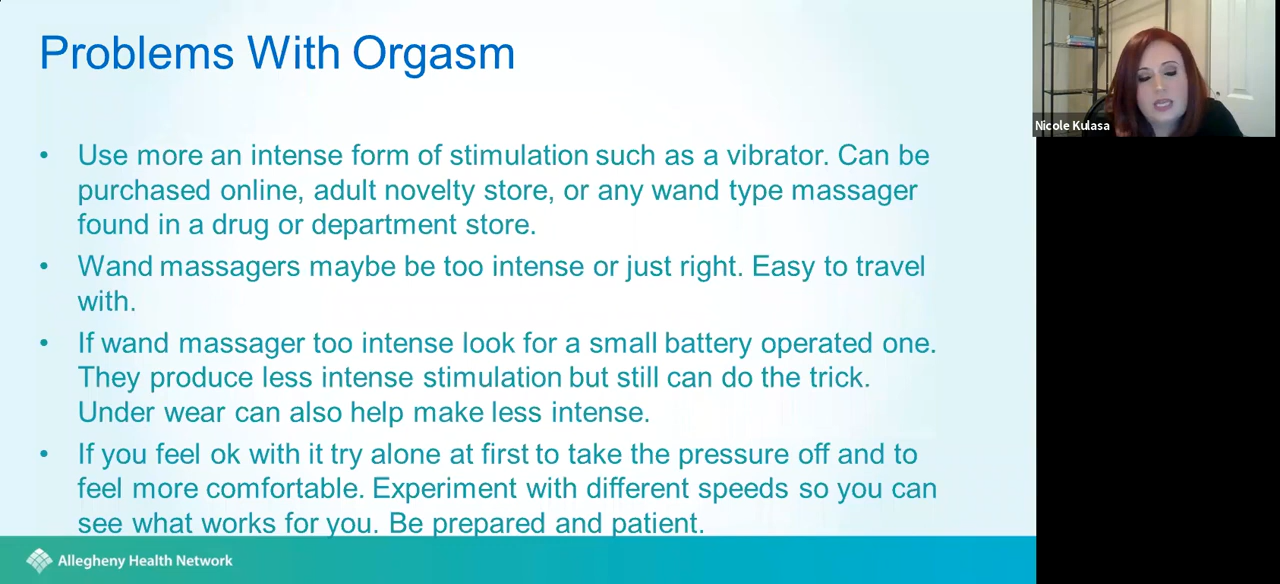 Problems With Orgasm
Nicole Kulasa
• Use more an intense form of stimulation such as a vibrator. Can be
purchased online, adult novelty store, or any wand type massager
found in a drug or department store.
• Wand massagers maybe be too intense or just right. Easy to travel
with.
• If wand massager too intense look for a small battery operated one.
They produce less intense stimulation but still can do the trick.
Under wear can also help make less intense.
• If you feel ok with it try alone at first to take the pressure off and to
feel more comfortable. Experiment with different speeds so you can
see what works for you. Be prepared and patient.
Allegheny Health Network